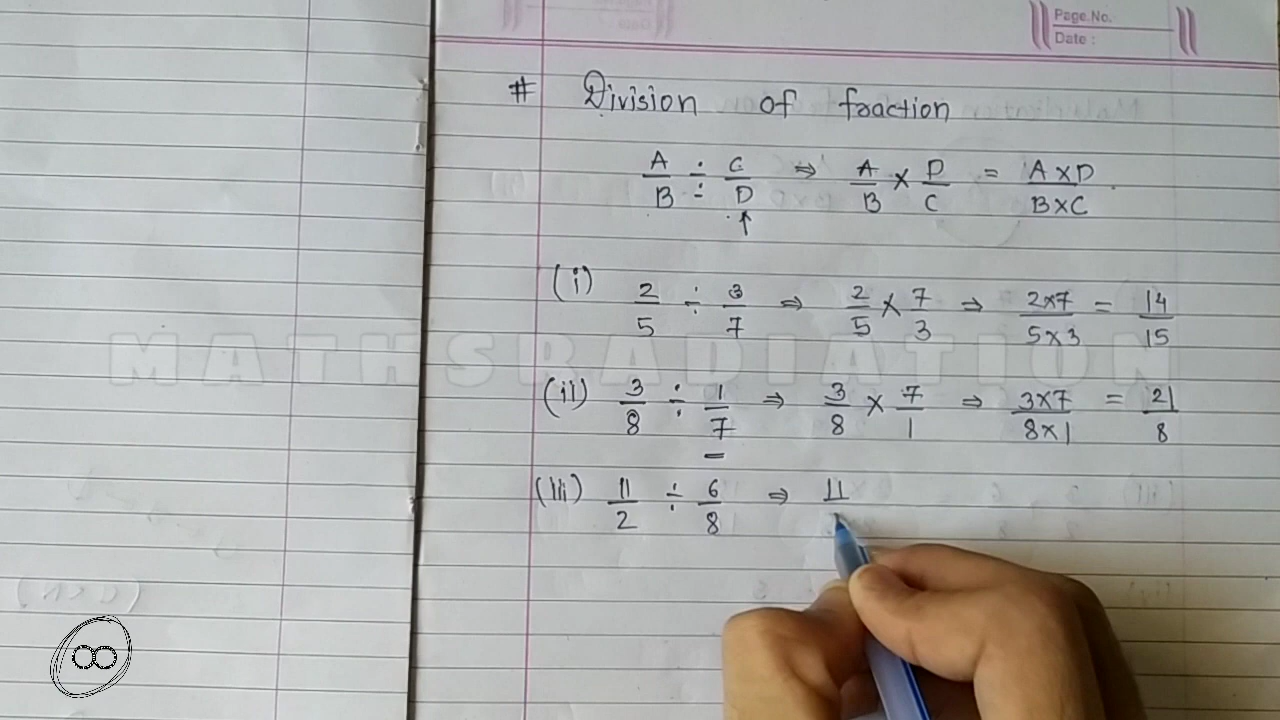 Page.No.
Date :
# Division of fraction
A/B ÷ C/D ⇒ A/B × D/C = A×D/B×C
(i) 2/5 ÷ 3/7 ⇒ 2/5 × 7/3 ⇒ 2×7/5×3 = 14/15
MATHSRADIATION
(ii) 3/8 ÷ 1/7 ⇒ 3/8 × 7/1 ⇒ 3×7/8×1 = 21/8
(iii) 11/2 ÷ 6/8 ⇒ 11